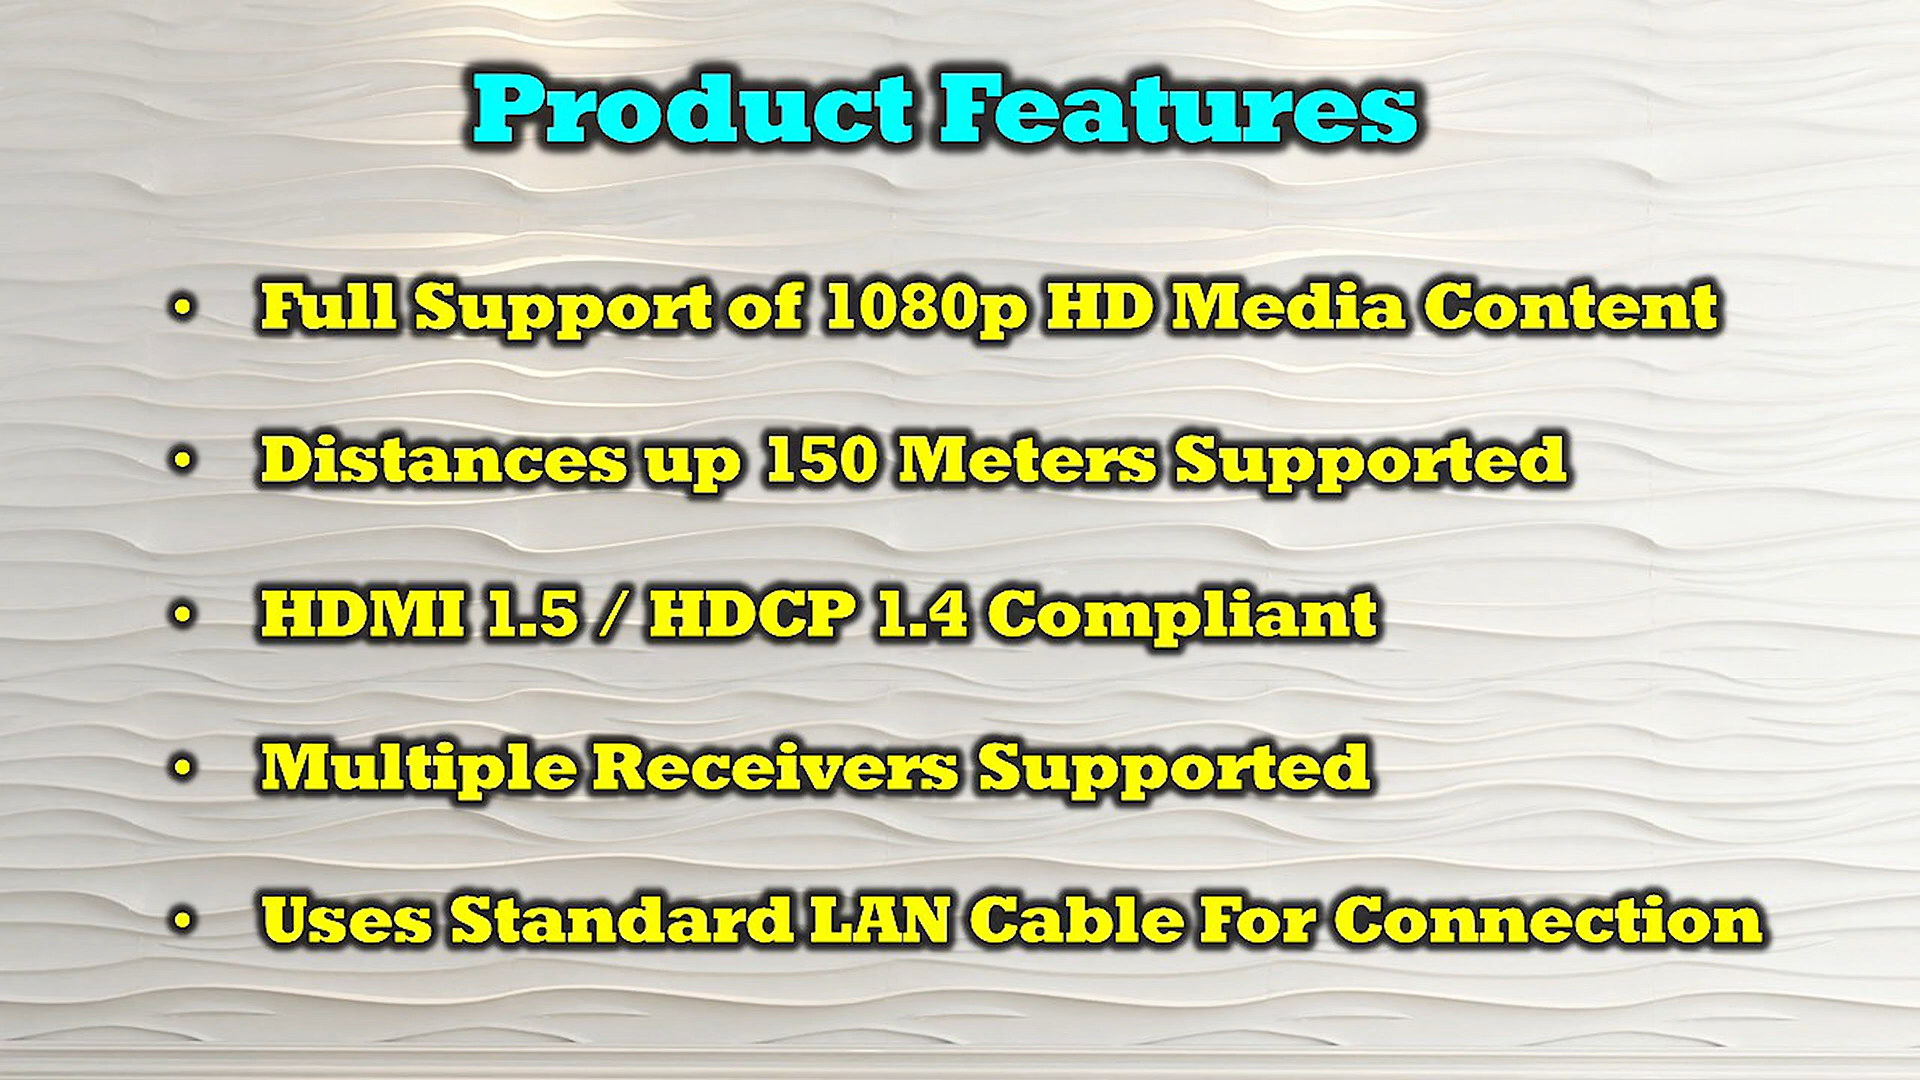 Product Features
• Full Support of 1080p HD Media Content
• Distances up 150 Meters Supported
• HDMI 1.5 / HDCP 1.4 Compliant
• Multiple Receivers Supported
• Uses Standard LAN Cable For Connection